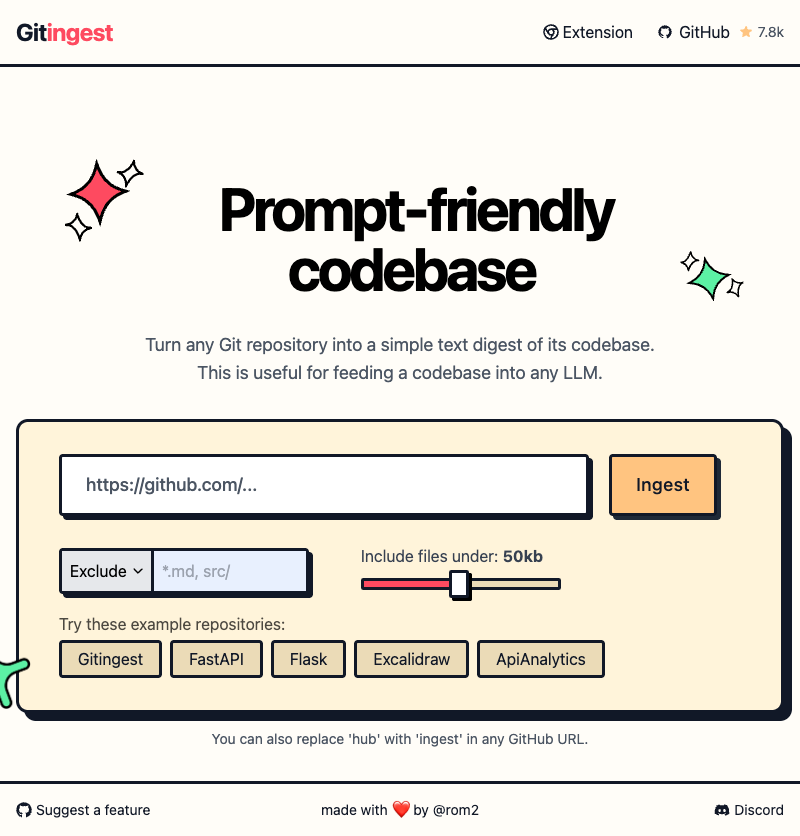 Gitingest
Extension GitHub 7.8k
Prompt-friendly
codebase
Turn any Git repository into a simple text digest of its codebase.
This is useful for feeding a codebase into any LLM.
https://github.com/...
Ingest
Exclude
*.md, src/
Include files under: 50kb
Try these example repositories:
Gitingest FastAPI Flask Excalidraw ApiAnalytics
You can also replace 'hub' with 'ingest' in any GitHub URL.
Suggest a feature
made with ❤️ by @rom2
Discord